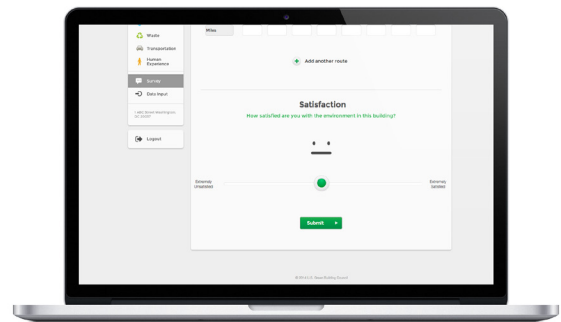 Waste
Miles
Transportation
Human
Experience
Add another route
Survey
Data Input
Satisfaction
How satisfied are you with the environment in this building?
Logout
Extremely
Unsatisfied
Extremely
Satisfied
Submit